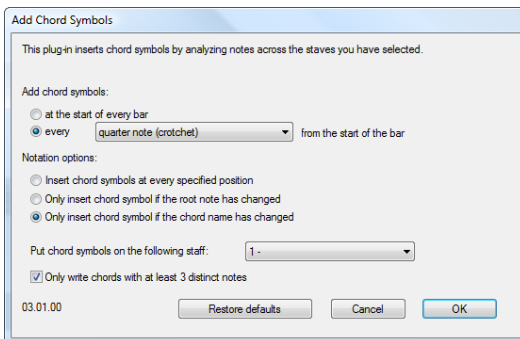 Add Chord Symbols
This plug-in inserts chord symbols by analyzing notes across the staves you have selected.
Add chord symbols:
at the start of every bar
every quarter note (crotchet) from the start of the bar
Notation options:
Insert chord symbols at every specified position
Only insert chord symbol if the root note has changed
Only insert chord symbol if the chord name has changed
Put chord symbols on the following staff: 1 -
Only write chords with at least 3 distinct notes
03.01.00 Restore defaults Cancel OK